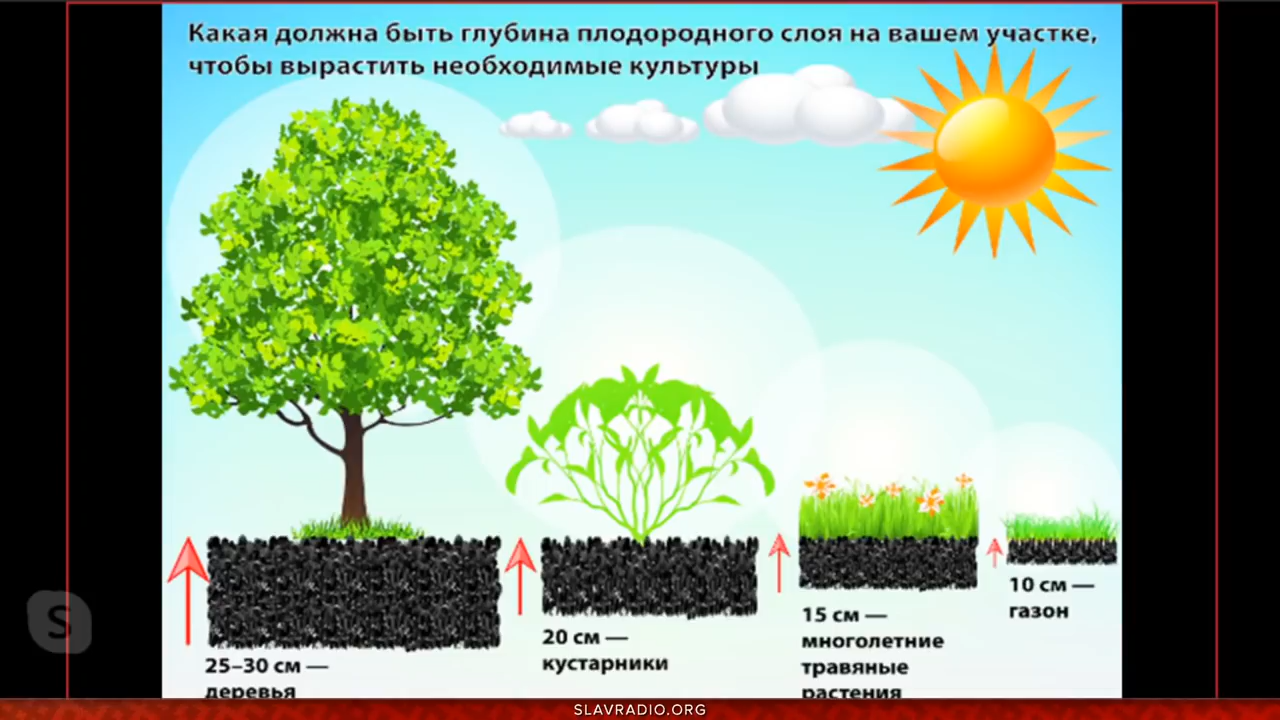 Какая должна быть глубина плодородного слоя на вашем участке,
чтобы вырастить необходимые культуры
25–30 см —
деревья
20 см —
кустарники
15 см —
многолетние
травяные
растения
10 см —
газон
S
SLAVRADIO.ORG